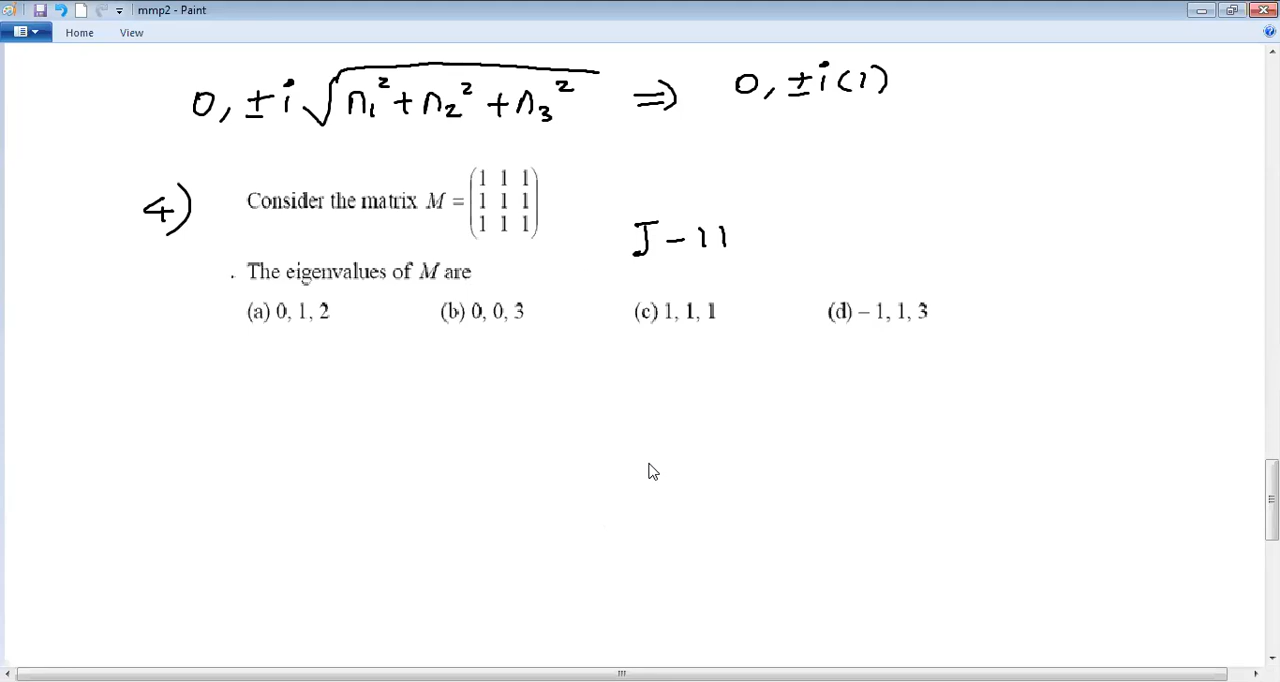 mmp2 - Paint
Home View
0, ±i √(n₁² + n₂² + n₃²) ⇒ 0, ±i(1)
4) Consider the matrix M = (1 1 1
1 1 1
1 1 1)
J - 11
. The eigenvalues of M are
(a) 0, 1, 2 (b) 0, 0, 3 (c) 1, 1, 1 (d) – 1, 1, 3